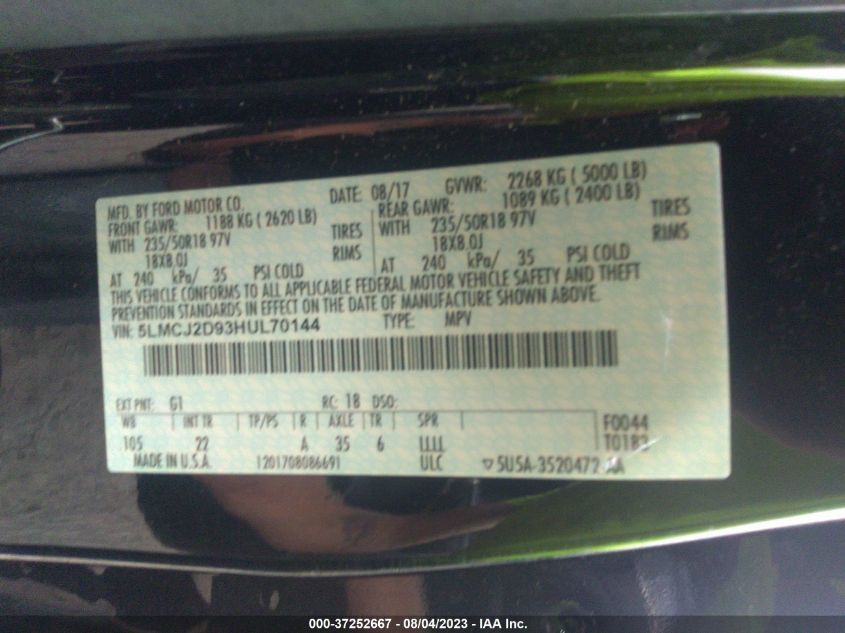 MFD. BY FORD MOTOR CO. DATE: 08/17 GVWR: 2268 KG ( 5000 LB)
FRONT GAWR: 1188 KG ( 2620 LB) REAR GAWR: 1089 KG ( 2400 LB)
WITH 235/50R18 97V TIRES WITH 235/50R18 97V TIRES
18X8.0J RIMS 18X8.0J RIMS
AT 240 kPa/ 35 PSI COLD AT 240 kPa/ 35 PSI COLD
THIS VEHICLE CONFORMS TO ALL APPLICABLE FEDERAL MOTOR VEHICLE SAFETY AND THEFT
PREVENTION STANDARDS IN EFFECT ON THE DATE OF MANUFACTURE SHOWN ABOVE.
VIN: 5LMCJ2D93HUL70144 TYPE: MPV
EXT PNT: G1 RC: 18 DSO:
WB INT TR TP/PS R AXLE TR SPR F0044
105 22 A 35 6 LLLL T0183
MADE IN U.S.A. 1201708086691 ULC ▽5U5A-3520472-AA
000-37252667 - 08/04/2023 - IAA Inc.